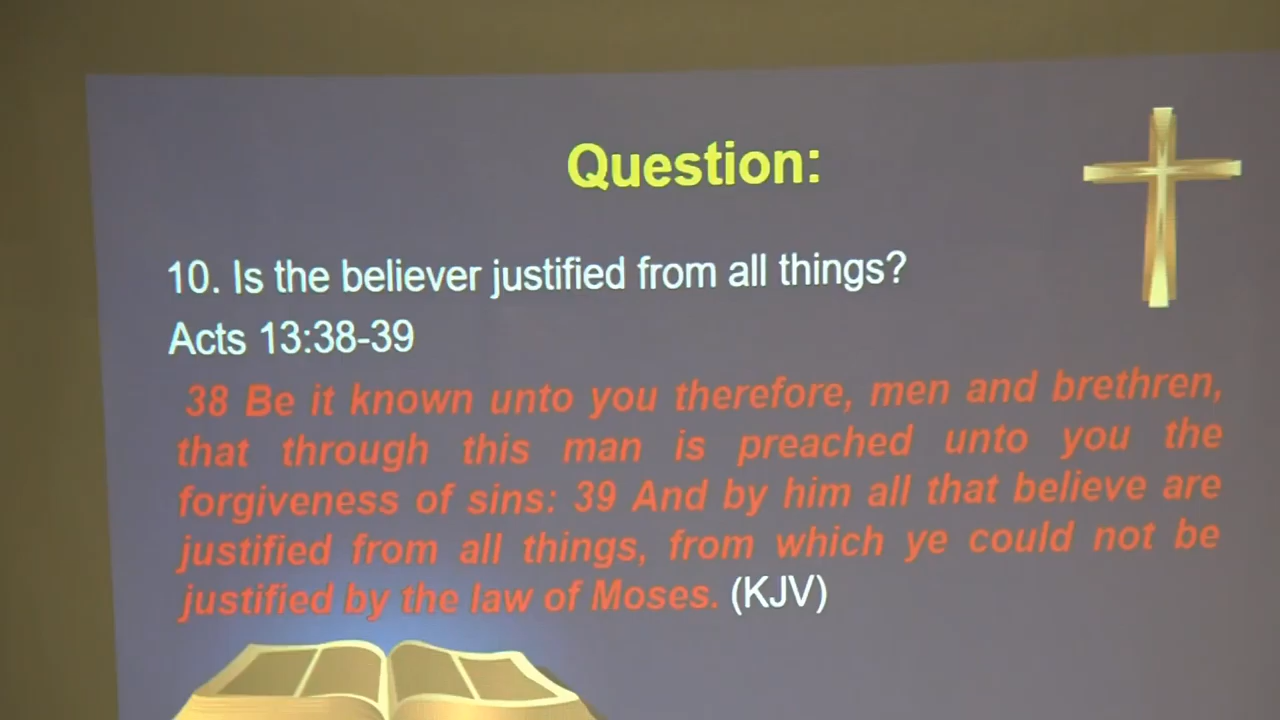 Question:
10. Is the believer justified from all things?
Acts 13:38-39
38 Be it known unto you therefore, men and brethren,
that through this man is preached unto you the
forgiveness of sins: 39 And by him all that believe are
justified from all things, from which ye could not be
justified by the law of Moses. (KJV)